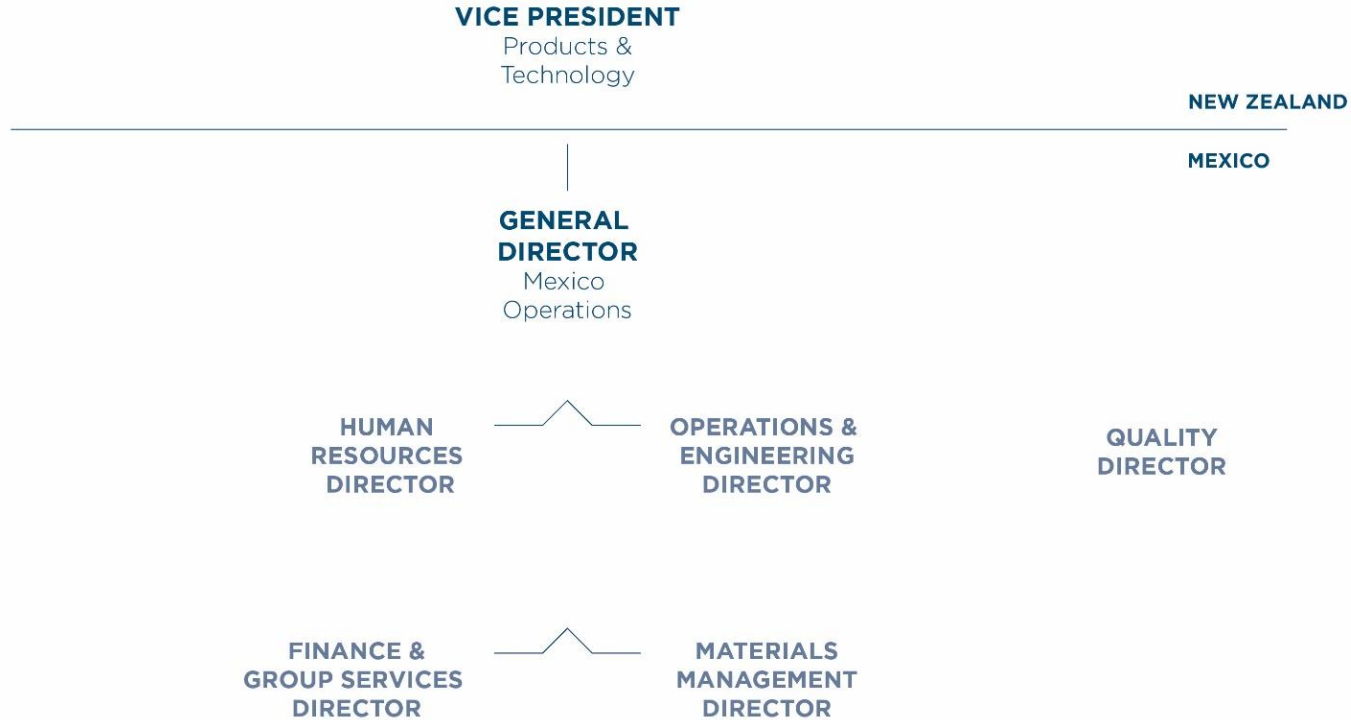 VICE PRESIDENT
Products &
Technology
NEW ZEALAND
MEXICO
GENERAL
DIRECTOR
Mexico
Operations
HUMAN
RESOURCES
DIRECTOR
OPERATIONS &
ENGINEERING
DIRECTOR
QUALITY
DIRECTOR
FINANCE &
GROUP SERVICES
DIRECTOR
MATERIALS
MANAGEMENT
DIRECTOR